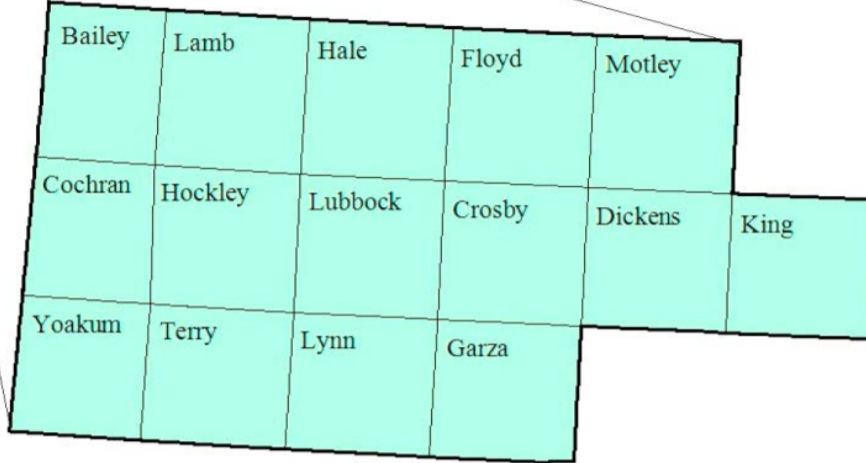 Bailey Lamb Hale Floyd Motley
Cochran Hockley Lubbock Crosby Dickens King
Yoakum Terry Lynn Garza